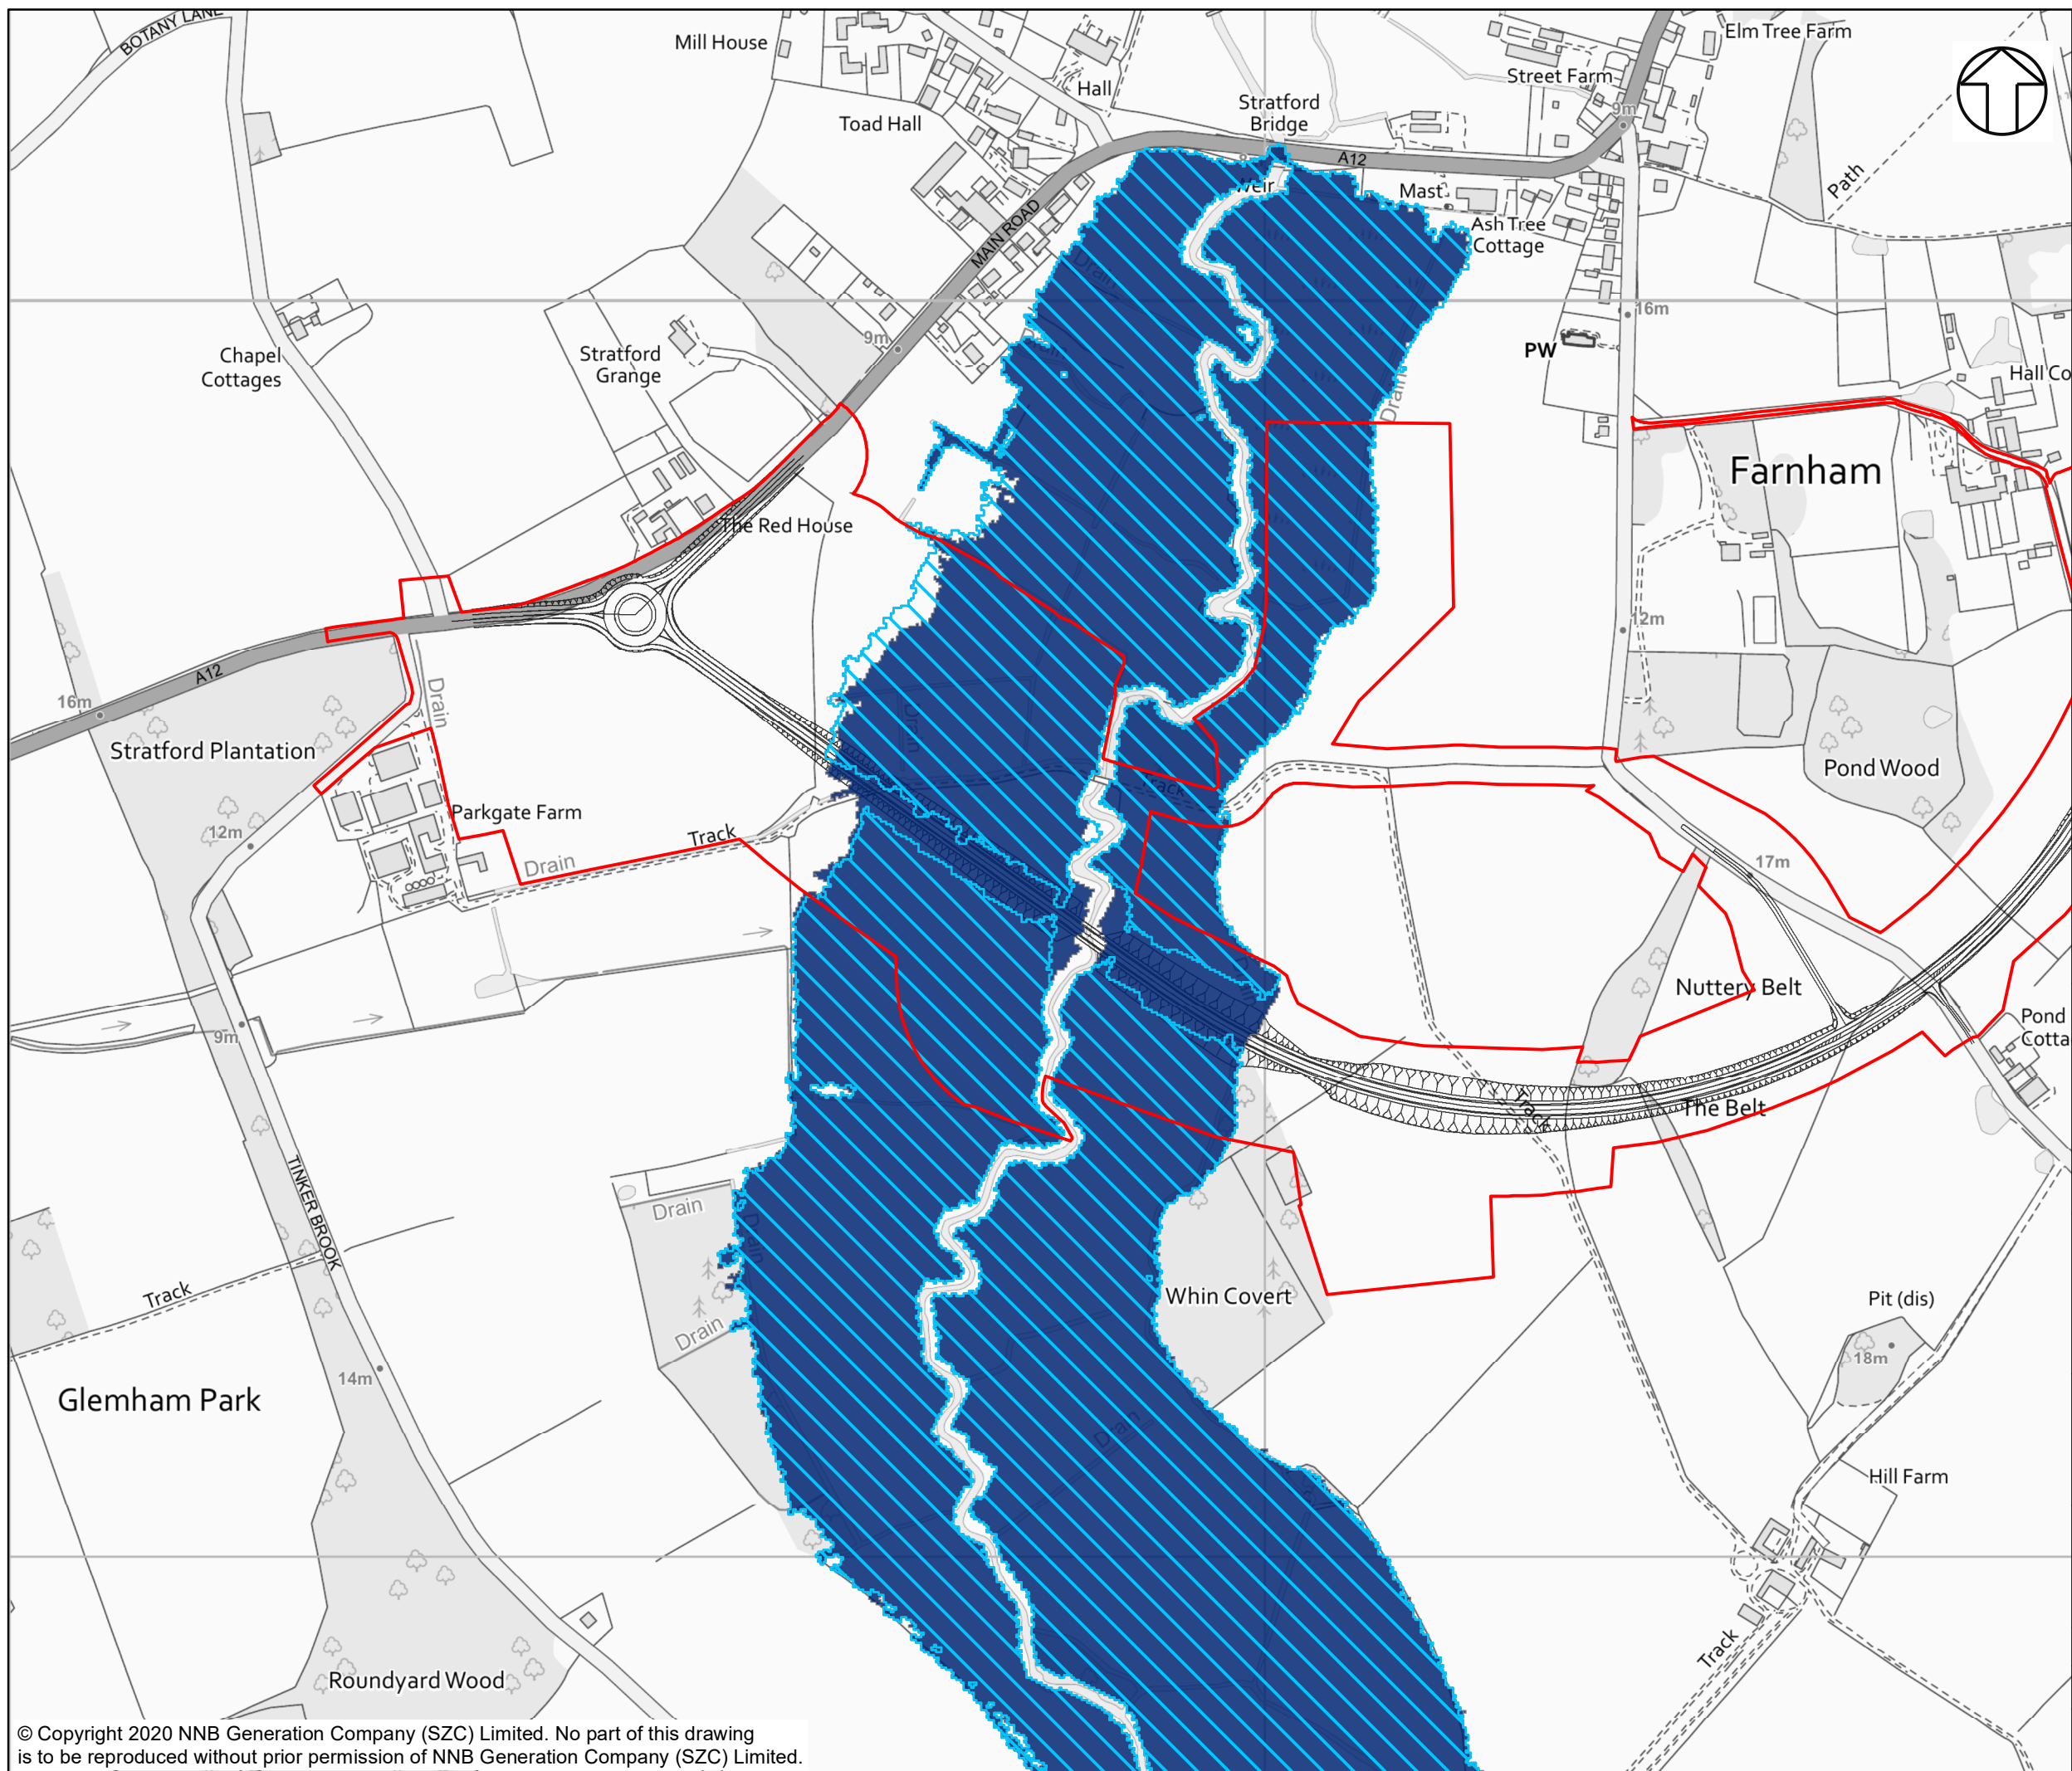 BOTANY LANE
Mill House
Elm Tree Farm
Hall
Street Farm
Stratford
Bridge
Toad Hall
9m
A12
Weir
Mast
Path
Ash Tree
Cottage
MAIN ROAD
Drain
16m
9m
PW
Chapel
Cottages
Stratford
Grange
Hall Co
Drain
Farnham
The Red House
12m
A12
16m
Drain
Drain
Stratford Plantation
Pond Wood
Track
Parkgate Farm
12m
Track
Drain
17m
Nuttery Belt
9m
Pond
Cotta
Track
The Belt
TINKER BROOK
Drain
Drain
Track
Whin Covert
Pit (dis)
Drain
18m
14m
Glemham Park
Drain
Hill Farm
Track
Roundyard Wood
© Copyright 2020 NNB Generation Company (SZC) Limited. No part of this drawing
is to be reproduced without prior permission of NNB Generation Company (SZC) Limited.